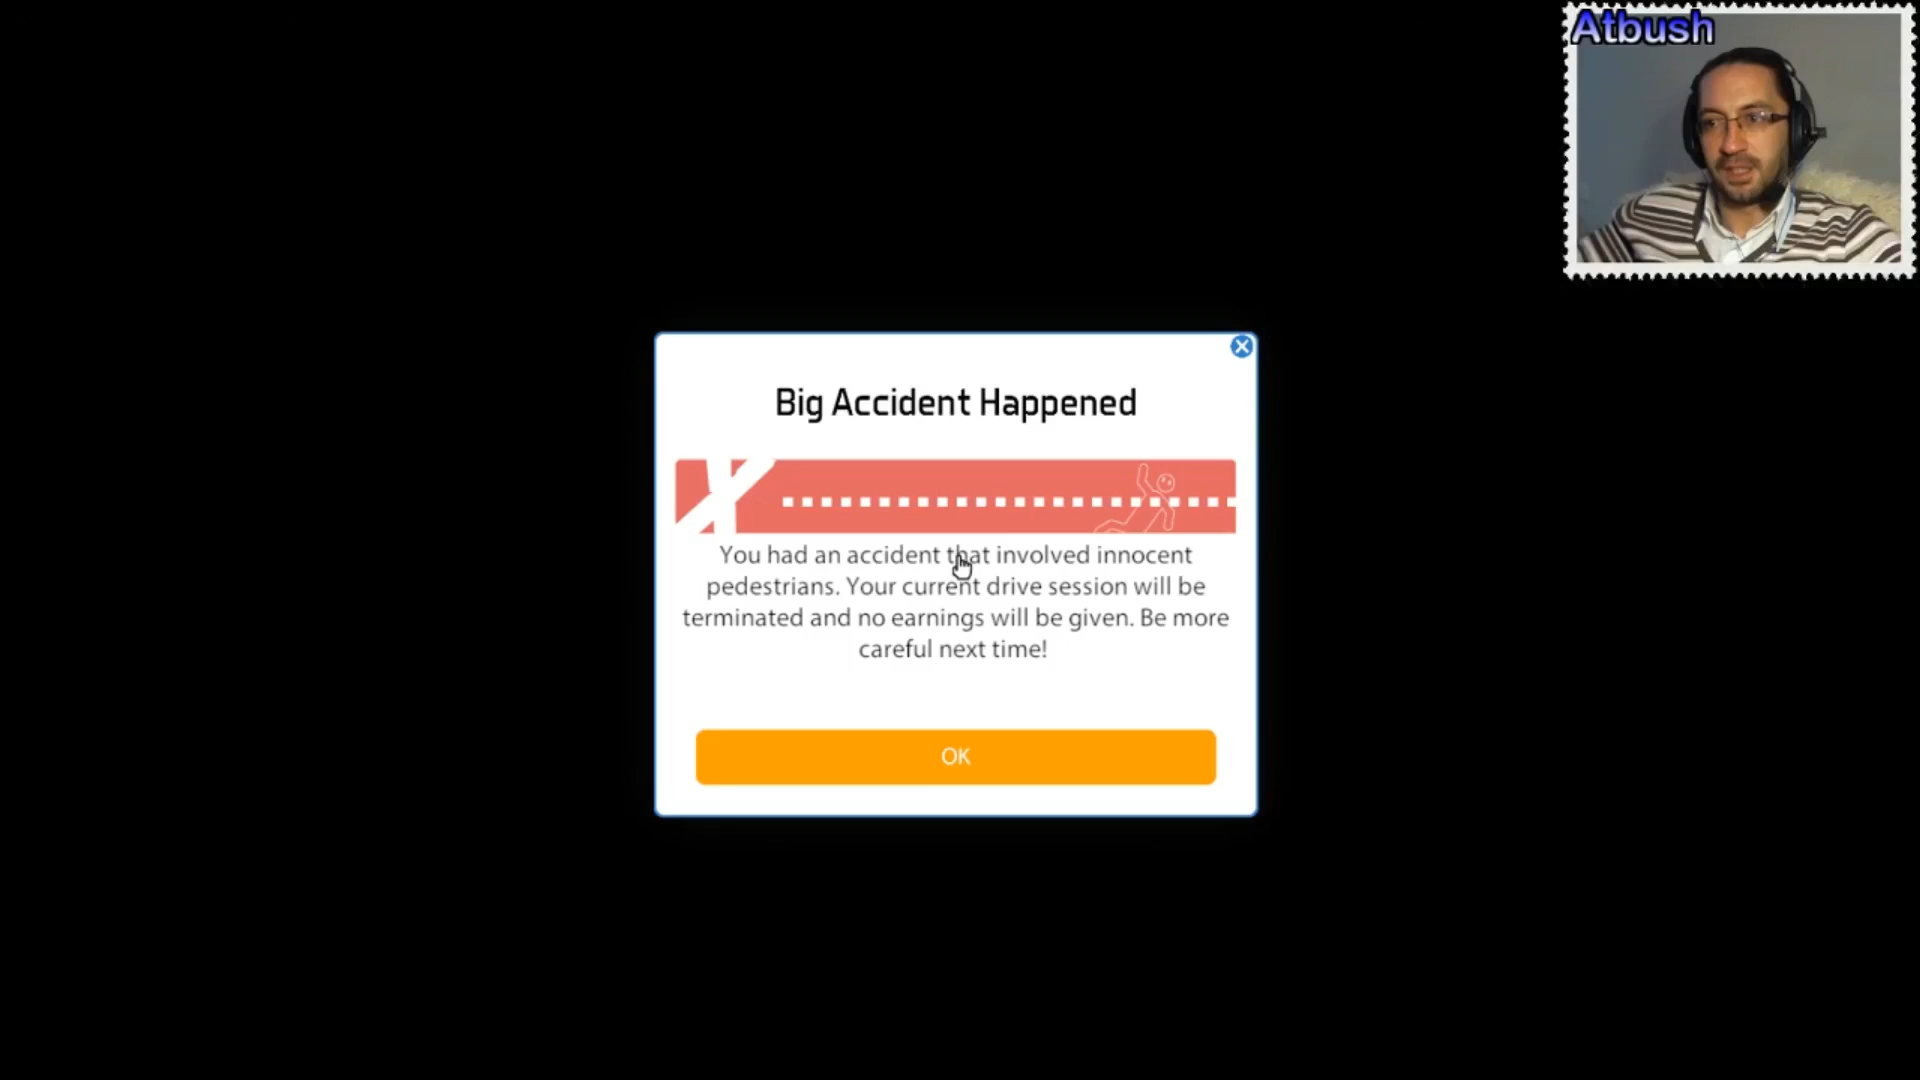 Atbush
Big Accident Happened
You had an accident that involved innocent
pedestrians. Your current drive session will be
terminated and no earnings will be given. Be more
careful next time!
OK